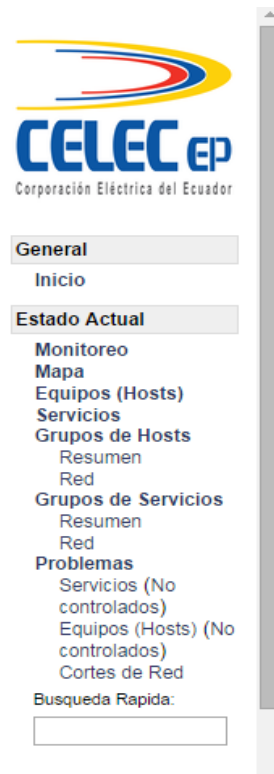 CELEC EP
Corporación Eléctrica del Ecuador
General
Inicio
Estado Actual
Monitoreo
Mapa
Equipos (Hosts)
Servicios
Grupos de Hosts
Resumen
Red
Grupos de Servicios
Resumen
Red
Problemas
Servicios (No
controlados)
Equipos (Hosts) (No
controlados)
Cortes de Red
Busqueda Rapida: